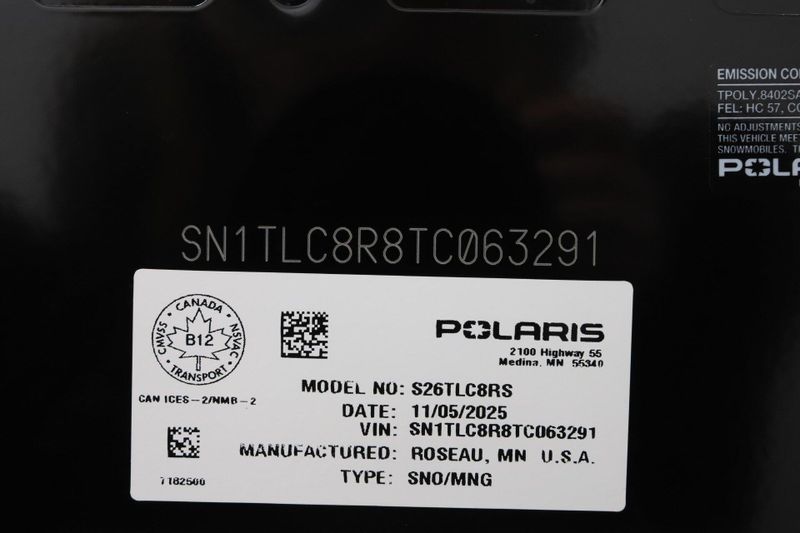 EMISSION CO
TPOLY.8402SA
FEL: HC 57, CO
NO ADJUSTMENTS
THIS VEHICLE MEET
SNOWMOBILES.
POLA
SN1TLC8R8TC063291
CANADA
CMVSS
NSVAC
B12
TRANSPORT
POLARIS
2100 Highway 55
Medina, MN 55340
CAN ICES-2/NMB-2
MODEL NO: S26TLC8RS
DATE: 11/05/2025
VIN: SN1TLC8R8TC063291
MANUFACTURED: ROSEAU, MN U.S.A.
TYPE: SNO/MNG
7182500